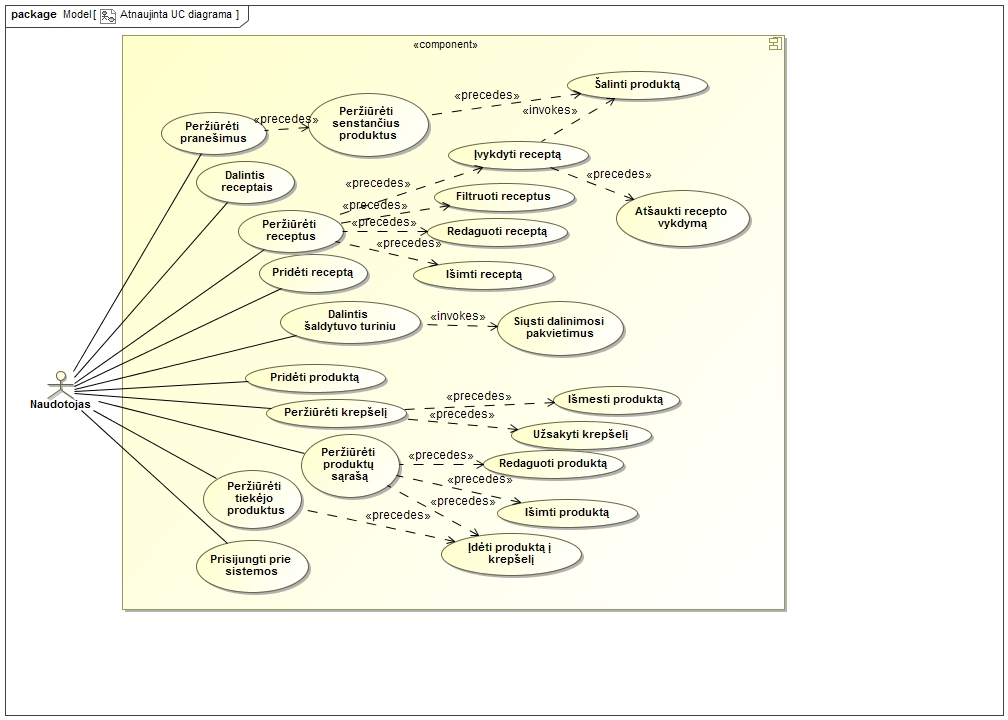 package Model[ Atnaujinta UC diagrama ]
«component»
Šalinti produktą
«precedes»
Peržiūrėti
senstančius
produktus
«invokes»
«precedes»
Peržiūrėti
pranešimus
Įvykdyti receptą
«precedes»
Dalintis
receptais
«precedes»
Filtruoti receptus
«precedes»
Atšaukti recepto
vykdymą
«precedes»
Peržiūrėti
receptus
Redaguoti receptą
«precedes»
Pridėti receptą
Išimti receptą
Dalintis
šaldytuvo turiniu
«invokes»
Siųsti dalinimosi
pakvietimus
Naudotojas
Pridėti produktą
«precedes»
Išmesti produktą
Peržiūrėti krepšelį
«precedes»
Užsakyti krepšelį
Peržiūrėti
produktų
sąrašą
«precedes»
Redaguoti produktą
«precedes»
Peržiūrėti
tiekėjo
produktus
«precedes»
Išimti produktą
«precedes»
Įdėti produktą į
krepšelį
Prisijungti prie
sistemos